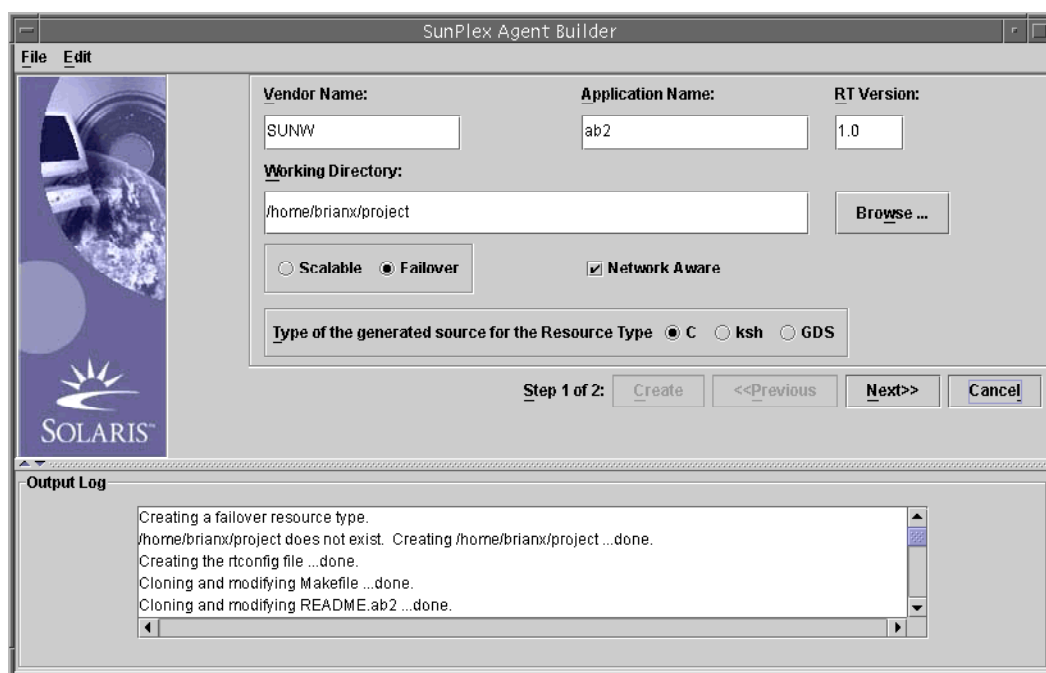 SunPlex Agent Builder
File Edit
Vendor Name: Application Name: RT Version:
SUNW ab2 1.0
Working Directory:
/home/brianx/project Browse ...
Scalable Failover Network Aware
Type of the generated source for the Resource Type C ksh GDS
Step 1 of 2: Create <<Previous Next>> Cancel
SOLARIS™
Output Log
Creating a failover resource type.
/home/brianx/project does not exist. Creating /home/brianx/project ...done.
Creating the rtconfig file ...done.
Cloning and modifying Makefile ...done.
Cloning and modifying README.ab2 ...done.